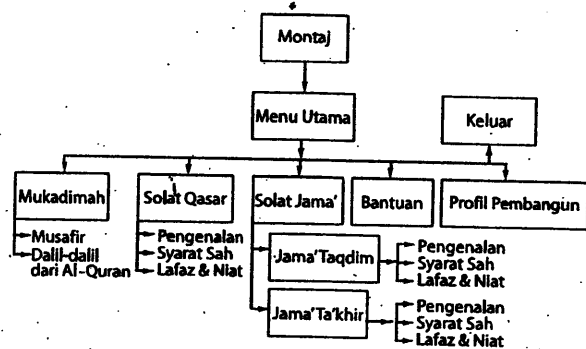 Montaj
Menu Utama
Keluar
Mukadimah
Solat Qasar
Solat Jama'
Bantuan
Profil Pembangun
Musafir
Dalil-dalil
dari Al-Quran
Pengenalan
Syarat Sah
Lafaz & Niat
Jama' Taqdim
Pengenalan
Syarat Sah
Lafaz & Niat
Jama' Ta'khir
Pengenalan
Syarat Sah
Lafaz & Niat